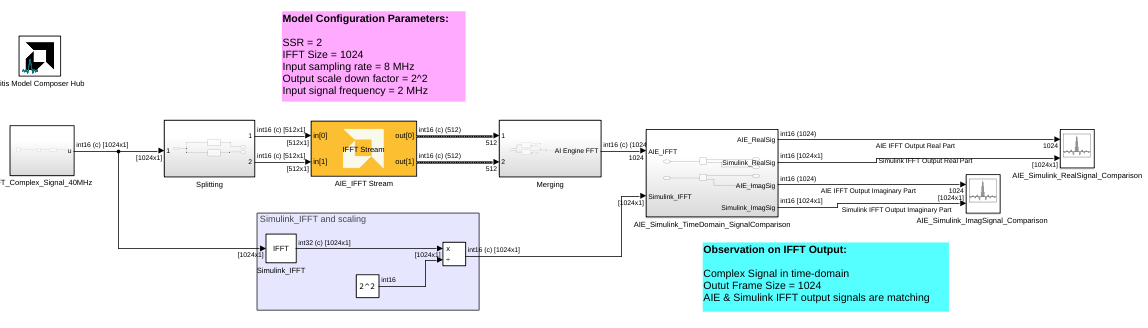 Model Configuration Parameters:
SSR = 2
IFFT Size = 1024
Input sampling rate = 8 MHz
Output scale down factor = 2^2
Input signal frequency = 2 MHz
itis Model Composer Hub
u
int16 (c) [1024x1]
T_Complex_Signal_40MHz
[1024x1]
1
1
2
Splitting
int16 (c) [512x1]
[512x1]
int16 (c) [512x1]
[512x1]
in[0]
out[0]
IFFT Stream
in[1]
out[1]
AIE_IFFT Stream
int16 (c) (512)
512
int16 (c) (512)
512
1
AI Engine FFT
2
Merging
int16 (c) (1024
1024
AIE_IFFT
AIE_RealSig
Simulink_RealSig
AIE_ImagSig
Simulink_IFFT
Simulink_ImagSig
[1024x1]
AIE_Simulink_TimeDomain_SignalComparison
int16 (1024)
AIE IFFT Output Real Part
1024
int16 [1024x1]
Simulink IFFT Output Real Part
[1024x1]
AIE_Simulink_RealSignal_Comparison
int16 (1024)
AIE IFFT Output Imaginary Part
1024
int16 [1024x1]
Simulink IFFT Output Imaginary Part
[1024x1]
AIE_Simulink_ImagSignal_Comparison
Simulink_IFFT and scaling
[1024x1]
IFFT
Simulink_IFFT
int32 (c) [1024x1]
[1024x1]
x
÷
int16 (c) [1024x1]
2^2
int16
Observation on IFFT Output:
Complex Signal in time-domain
Outut Frame Size = 1024
AIE & Simulink IFFT output signals are matching